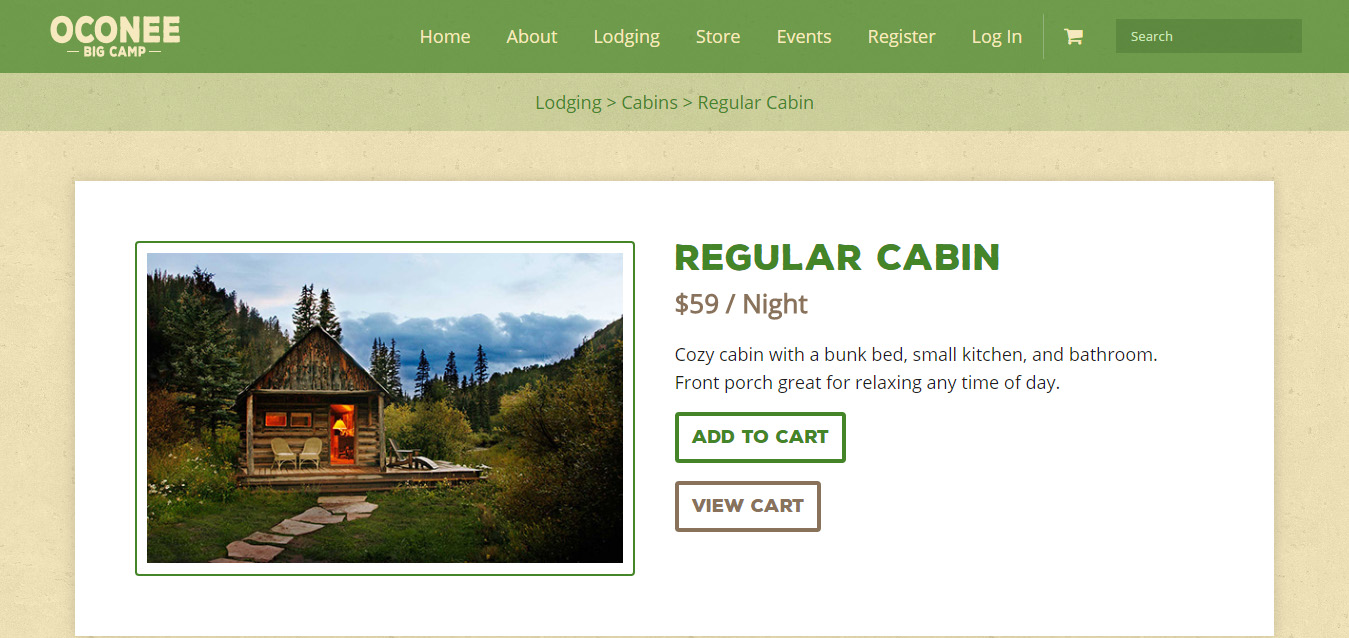 OCONEE
BIG CAMP
Home About Lodging Store Events Register Log In Search
Lodging > Cabins > Regular Cabin
REGULAR CABIN
$59 / Night
Cozy cabin with a bunk bed, small kitchen, and bathroom.
Front porch great for relaxing any time of day.
ADD TO CART
VIEW CART